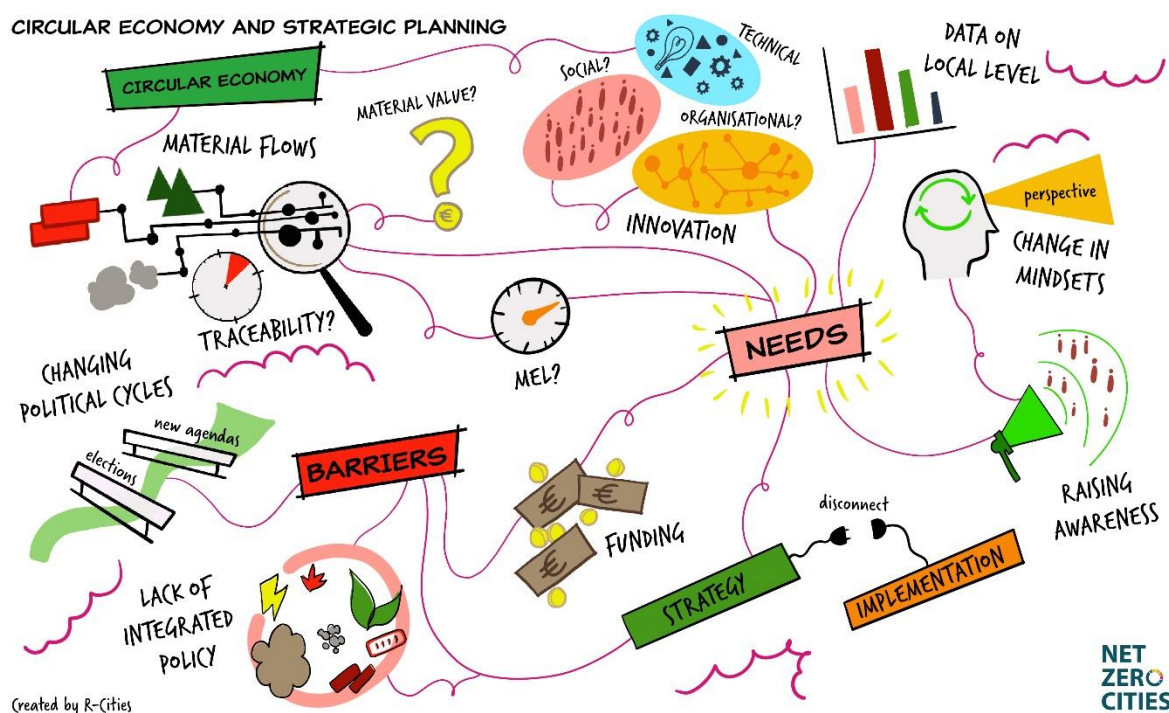 CIRCULAR ECONOMY AND STRATEGIC PLANNING
CIRCULAR ECONOMY
MATERIAL FLOWS
MATERIAL VALUE?
€
SOCIAL?
TECHNICAL
ORGANISATIONAL?
INNOVATION
DATA ON
LOCAL LEVEL
perspective
CHANGE IN
MINDSETS
TRACEABILITY?
MEL?
NEEDS
CHANGING
POLITICAL CYCLES
new agendas
elections
BARRIERS
RAISING
AWARENESS
€
€
€
FUNDING
disconnect
STRATEGY
IMPLEMENTATION
LACK OF
INTEGRATED
POLICY
Created by R-Cities
NET
ZERO
CITIES